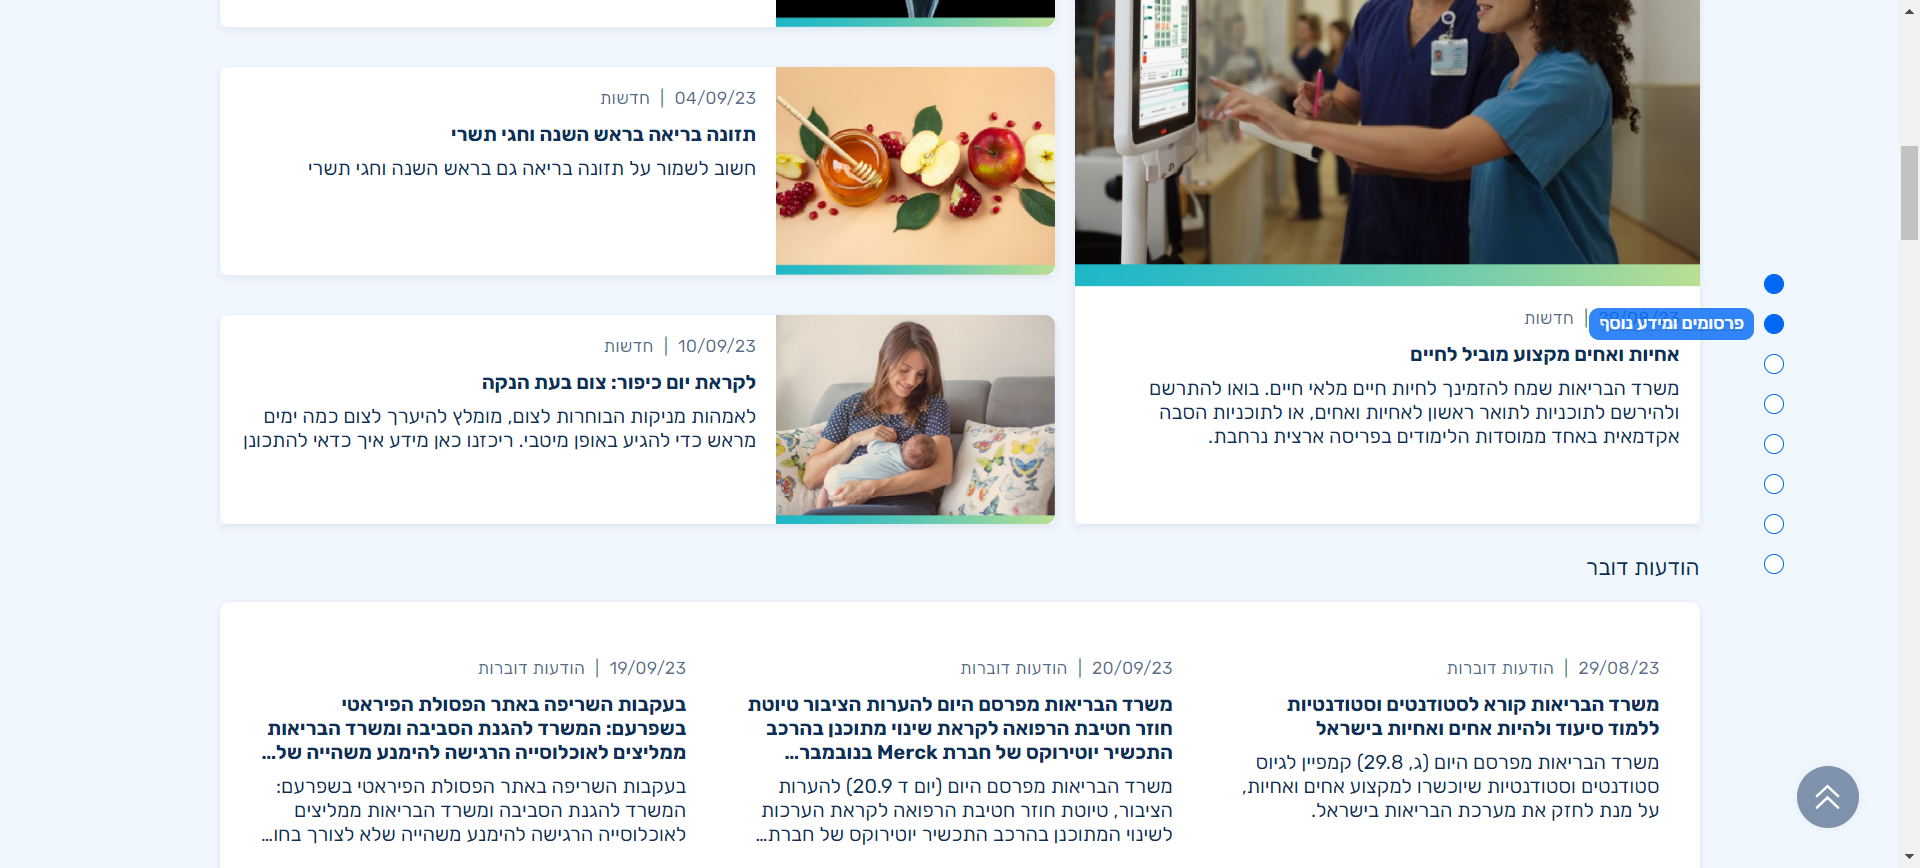 חדשות | 29/08/23
פרסומים ומידע נוסף
אחיות ואחים מקצוע מוביל לחיים
משרד הבריאות שמח להזמינך לחיות חיים מלאי חיים. בואו להתרשם
ולהירשם לתוכניות לתואר ראשון לאחיות ואחים, או לתוכניות הסבה
אקדמאית באחד ממוסדות הלימודים בפריסה ארצית נרחבת.
04/09/23 | חדשות
תזונה בריאה בראש השנה וחגי תשרי
חשוב לשמור על תזונה בריאה גם בראש השנה וחגי תשרי
10/09/23 | חדשות
לקראת יום כיפור: צום בעת הנקה
לאמהות מניקות הבוחרות לצום, מומלץ להיערך לצום כמה ימים
מראש כדי להגיע באופן מיטבי. ריכזנו כאן מידע איך כדאי להתכונן
הודעות דובר
29/08/23 | הודעות דוברות
משרד הבריאות קורא לסטודנטים וסטודנטיות
ללמוד סיעוד ולהיות אחים ואחיות בישראל
משרד הבריאות מפרסם היום (ג, 29.8) קמפיין לגיוס
סטודנטים וסטודנטיות שיוכשרו למקצוע אחים ואחיות,
על מנת לחזק את מערכת הבריאות בישראל.
20/09/23 | הודעות דוברות
משרד הבריאות מפרסם היום להערות הציבור טיוטת
חוזר חטיבת הרפואה לקראת שינוי מתוכנן בהרכב
התכשיר יוטירוקס של חברת Merck בנובמבר...
משרד הבריאות מפרסם היום (יום ד 20.9) להערות
הציבור, טיוטת חוזר חטיבת הרפואה לקראת הערכות
לשינוי המתוכנן בהרכב התכשיר יוטירוקס של חברת...
19/09/23 | הודעות דוברות
בעקבות השריפה באתר הפסולת הפיראטי
בשפרעם: המשרד להגנת הסביבה ומשרד הבריאות
ממליצים לאוכלוסייה הרגישה להימנע משהייה של...
בעקבות השריפה באתר הפסולת הפיראטי בשפרעם:
המשרד להגנת הסביבה ומשרד הבריאות ממליצים
לאוכלוסייה הרגישה להימנע משהייה שלא לצורך בחו...